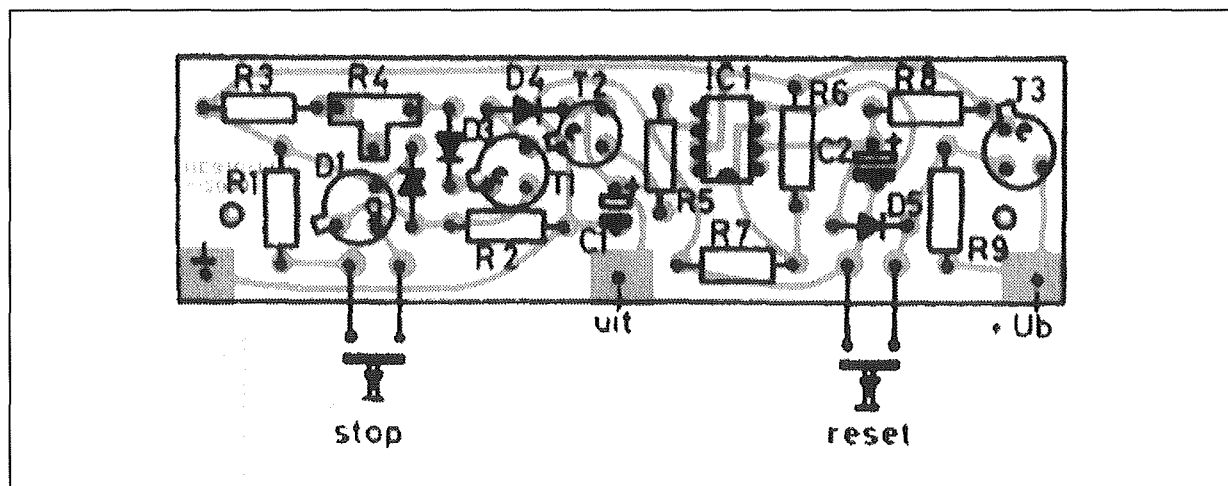 R3 R4 D4 T2 IC1 R6 R8 T3
D3
D1 C2
R1 T1 R5 D5
R2 C1 R7 R9
uit + Ub
stop reset